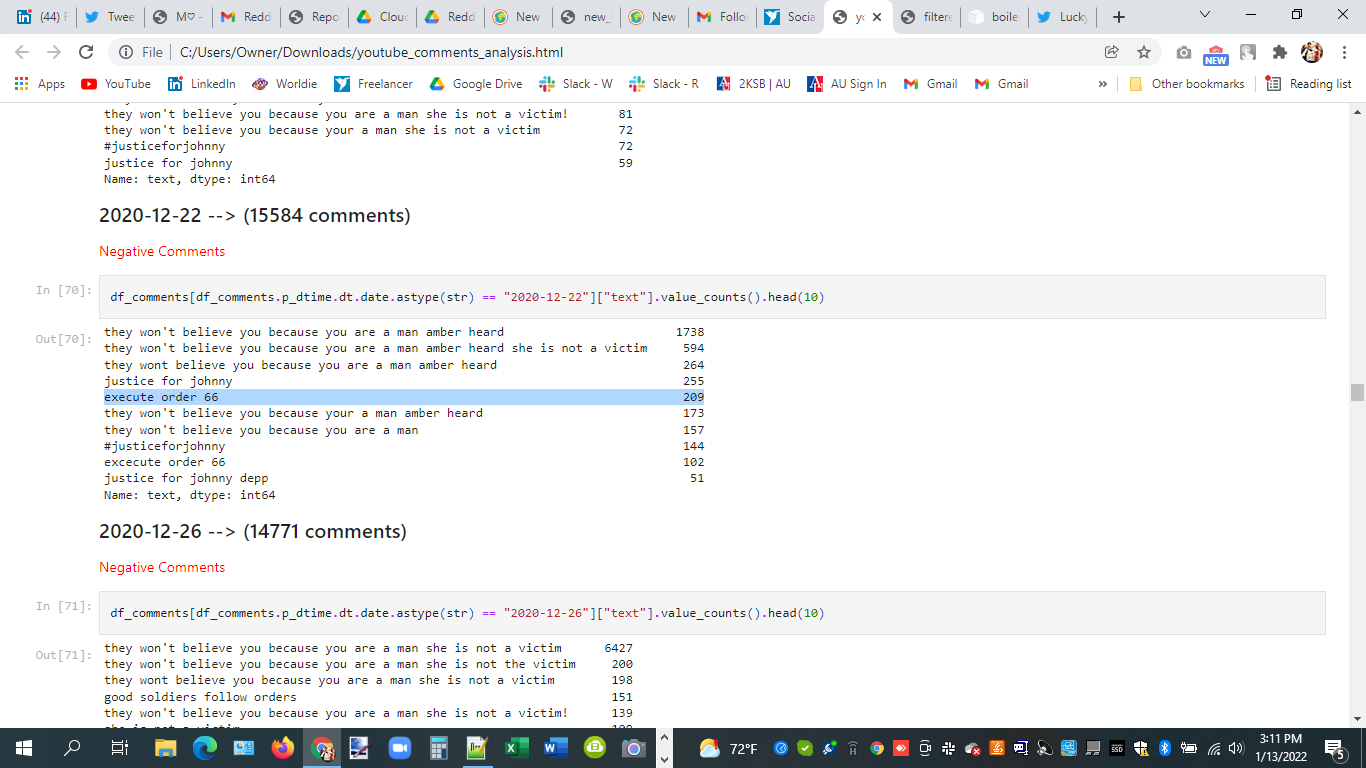 (44) F
Twee
M♡ -
Redd
Repo
Cloud
Redd
New
new_
New
Follo
Socia
yo
filtere
boile
Lucky
File
C:/Users/Owner/Downloads/youtube_comments_analysis.html
NEW
Apps
YouTube
LinkedIn
Worldie
Freelancer
Google Drive
Slack - W
Slack - R
2KSB | AU
AU Sign In
Gmail
Gmail
»
Other bookmarks
Reading list
they won't believe you because you are a man she is not a victim! 81
they won't believe you because your a man she is not a victim 72
#justiceforjohnny 72
justice for johnny 59
Name: text, dtype: int64
2020-12-22 --> (15584 comments)
Negative Comments
In [70]: df_comments[df_comments.p_dtime.dt.date.astype(str) == "2020-12-22"]["text"].value_counts().head(10)
Out[70]: they won't believe you because you are a man amber heard 1738
they won't believe you because you are a man amber heard she is not a victim 594
they wont believe you because you are a man amber heard 264
justice for johnny 255
execute order 66 209
they won't believe you because your a man amber heard 173
they won't believe you because you are a man 157
#justiceforjohnny 144
excecute order 66 102
justice for johnny depp 51
Name: text, dtype: int64
2020-12-26 --> (14771 comments)
Negative Comments
In [71]: df_comments[df_comments.p_dtime.dt.date.astype(str) == "2020-12-26"]["text"].value_counts().head(10)
Out[71]: they won't believe you because you are a man she is not a victim 6427
they won't believe you because you are a man she is not the victim 200
they wont believe you because you are a man she is not a victim 198
good soldiers follow orders 151
they won't believe you because you are a man she is not a victim! 139
72°F
SSD
3:11 PM
1/13/2022
5